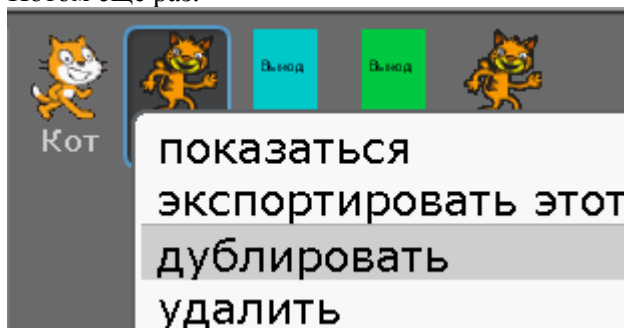 Потом ещё раз.
Выход
Выход
Кот
показаться
экспортировать этот
дублировать
удалить